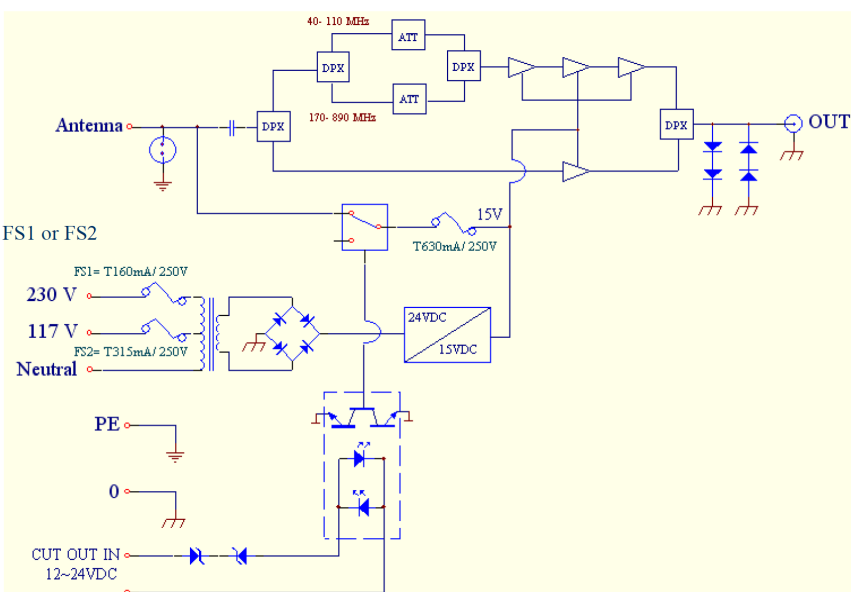 40- 110 MHz
ATT
DPX
DPX
ATT
170- 890 MHz
Antenna
DPX
DPX
OUT
15V
T630mA/ 250V
FS1 or FS2
FS1= T160mA/ 250V
230 V
117 V
FS2= T315mA/ 250V
Neutral
24VDC
15VDC
PE
0
CUT OUT IN
12~24VDC